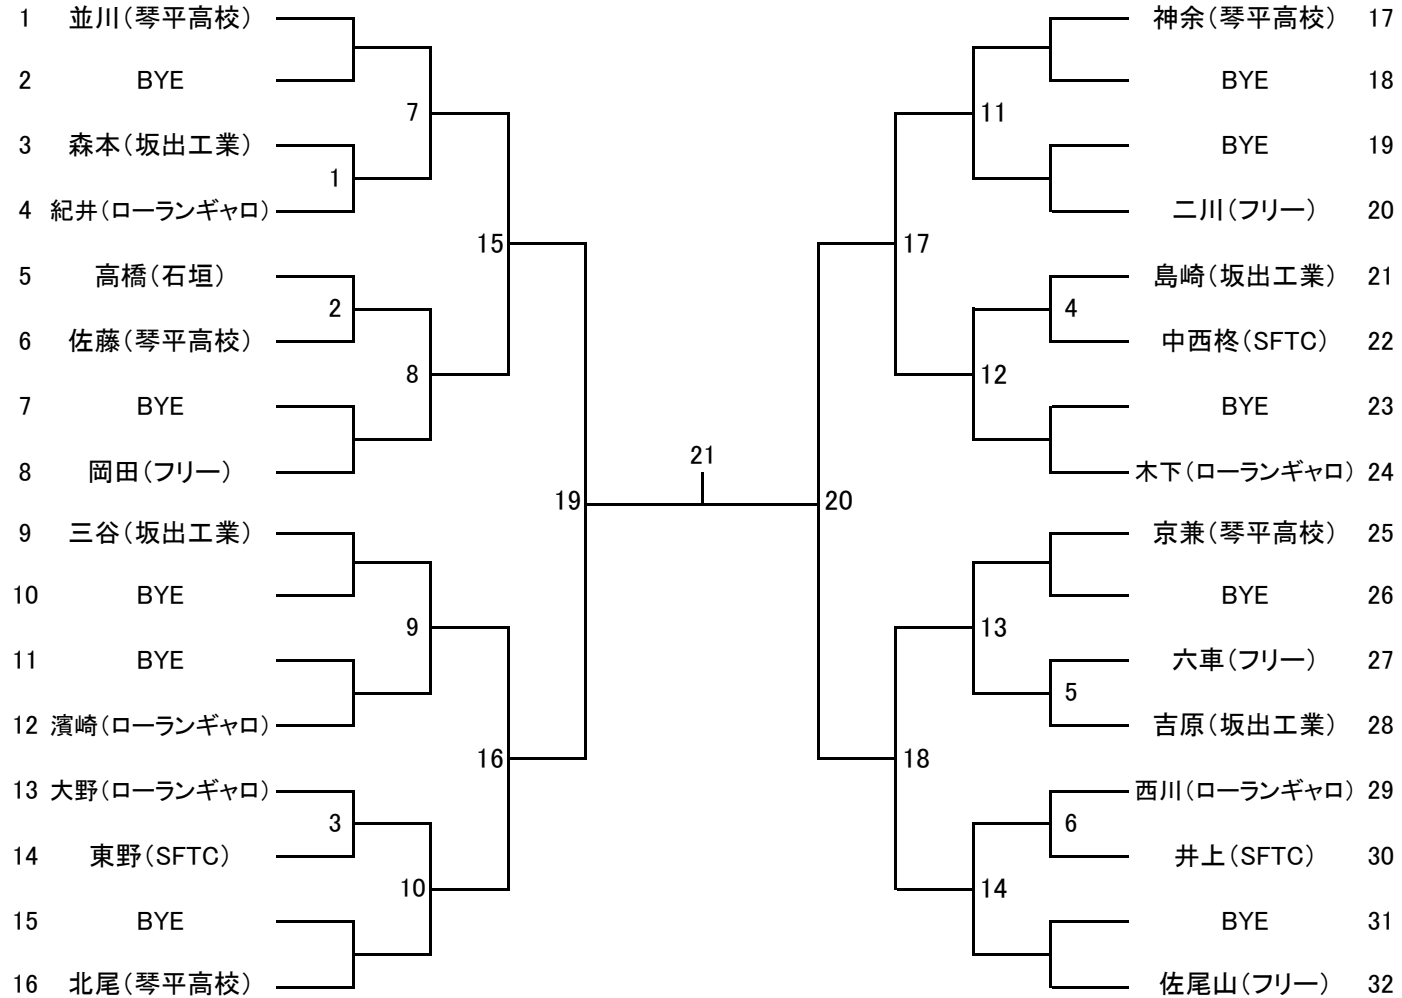 1 並川（琴平高校）
2 BYE
3 森本（坂出工業）
4 紀井（ローランギャロ）
5 高橋（石垣）
6 佐藤（琴平高校）
7 BYE
8 岡田（フリー）
9 三谷（坂出工業）
10 BYE
11 BYE
12 濱崎（ローランギャロ）
13 大野（ローランギャロ）
14 東野（SFTC）
15 BYE
16 北尾（琴平高校）
1
2
3
7
8
9
10
15
16
19
21
20
17
18
11
12
13
14
4
5
6
神余（琴平高校） 17
BYE 18
BYE 19
二川（フリー） 20
島崎（坂出工業） 21
中西柊（SFTC） 22
BYE 23
木下（ローランギャロ） 24
京兼（琴平高校） 25
BYE 26
六車（フリー） 27
吉原（坂出工業） 28
西川（ローランギャロ） 29
井上（SFTC） 30
BYE 31
佐尾山（フリー） 32